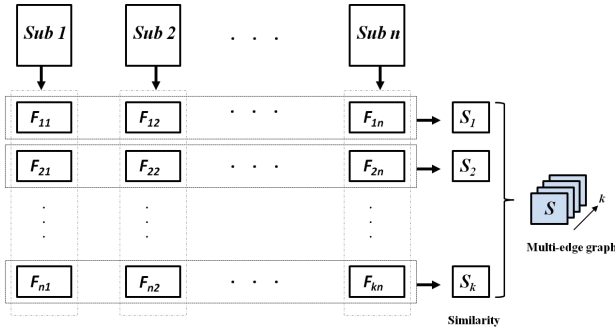 Sub 1 Sub 2 . . . Sub n
F11 F12 . . . F1n S1
F21 F22 . . . F2n S2
S k
Multi-edge graph
Fn1 Fn2 . . . Fkn Sk
Similarity